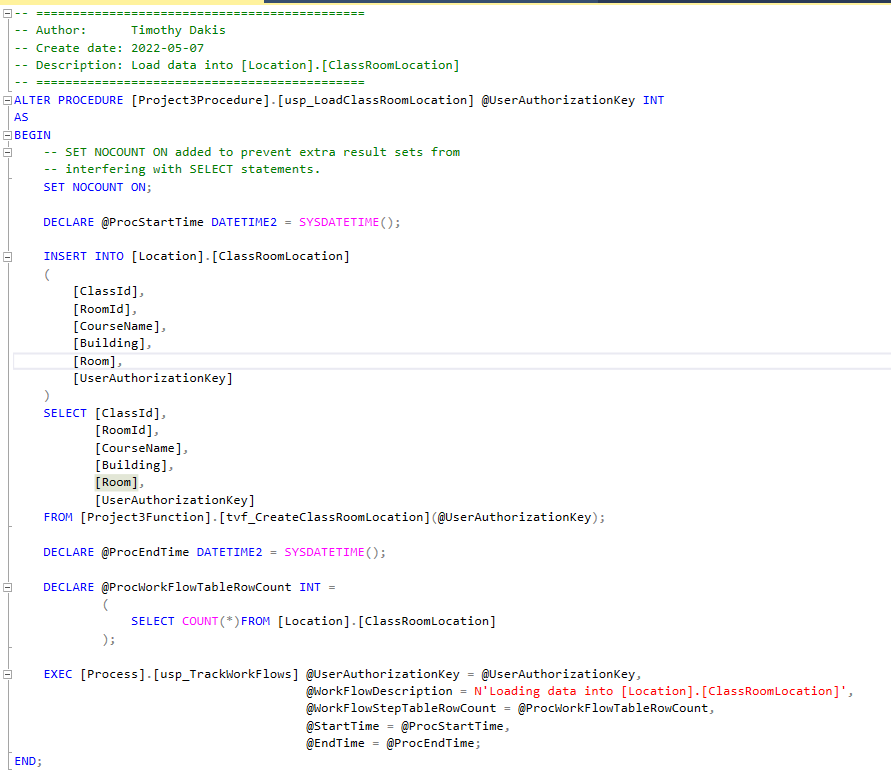 -- =============================================
-- Author:      Timothy Dakis
-- Create date: 2022-05-07
-- Description: Load data into [Location].[ClassRoomLocation]
-- =============================================
ALTER PROCEDURE [Project3Procedure].[usp_LoadClassRoomLocation] @UserAuthorizationKey INT
AS
BEGIN
    -- SET NOCOUNT ON added to prevent extra result sets from
    -- interfering with SELECT statements.
    SET NOCOUNT ON;

    DECLARE @ProcStartTime DATETIME2 = SYSDATETIME();

    INSERT INTO [Location].[ClassRoomLocation]
    (
        [ClassId],
        [RoomId],
        [CourseName],
        [Building],
        [Room],
        [UserAuthorizationKey]
    )
    SELECT [ClassId],
           [RoomId],
           [CourseName],
           [Building],
           [Room],
           [UserAuthorizationKey]
    FROM [Project3Function].[tvf_CreateClassRoomLocation](@UserAuthorizationKey);

    DECLARE @ProcEndTime DATETIME2 = SYSDATETIME();

    DECLARE @ProcWorkFlowTableRowCount INT =
            (
                SELECT COUNT(*)FROM [Location].[ClassRoomLocation]
            );

    EXEC [Process].[usp_TrackWorkFlows] @UserAuthorizationKey = @UserAuthorizationKey,
                                        @WorkFlowDescription = N'Loading data into [Location].[ClassRoomLocation]',
                                        @WorkFlowStepTableRowCount = @ProcWorkFlowTableRowCount,
                                        @StartTime = @ProcStartTime,
                                        @EndTime = @ProcEndTime;
END;